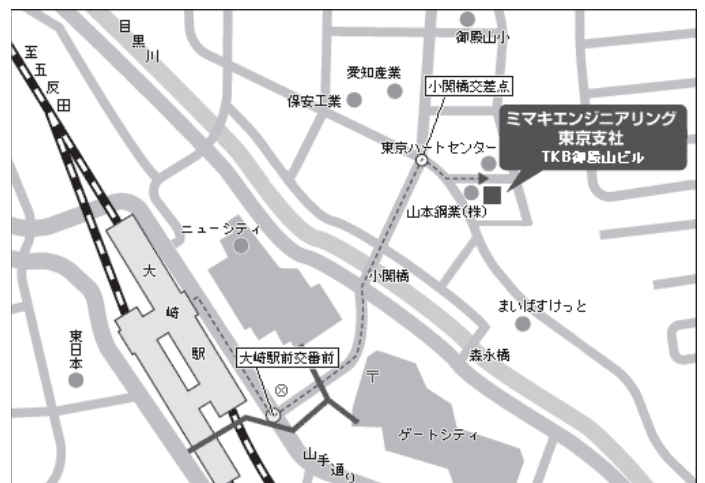 目黒川
御殿山小
至五反田
愛知産業
小関橋交差点
保安工業
ミマキエンジニアリング
東京支社
TKB御殿山ビル
東京ハートセンター
山本鋼業(株)
ニューシティ
大崎駅
小関橋
まいばすけっと
東日本
大崎駅前交番前
森永橋
〒
ゲートシティ
山手通り